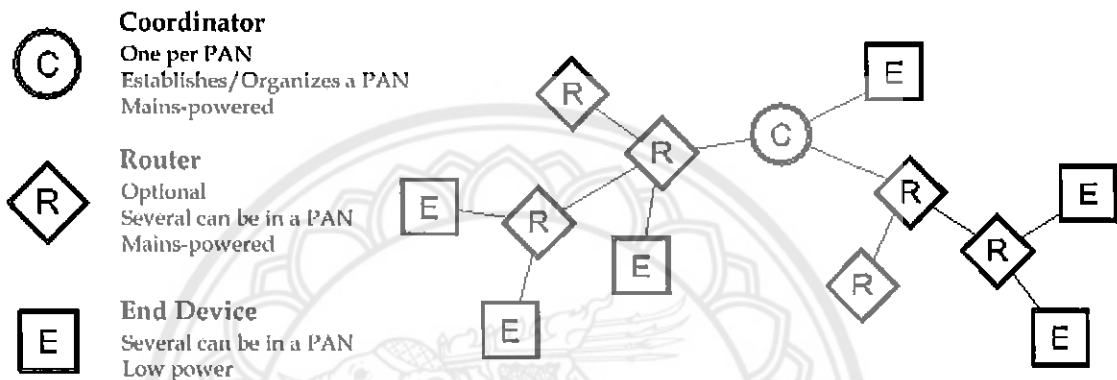 C
Coordinator
One per PAN
Establishes/Organizes a PAN
Mains-powered
R
Router
Optional
Several can be in a PAN
Mains-powered
E
End Device
Several can be in a PAN
Low power
E
R
C
R
E
R
E
R
R
E
R
E
E
E